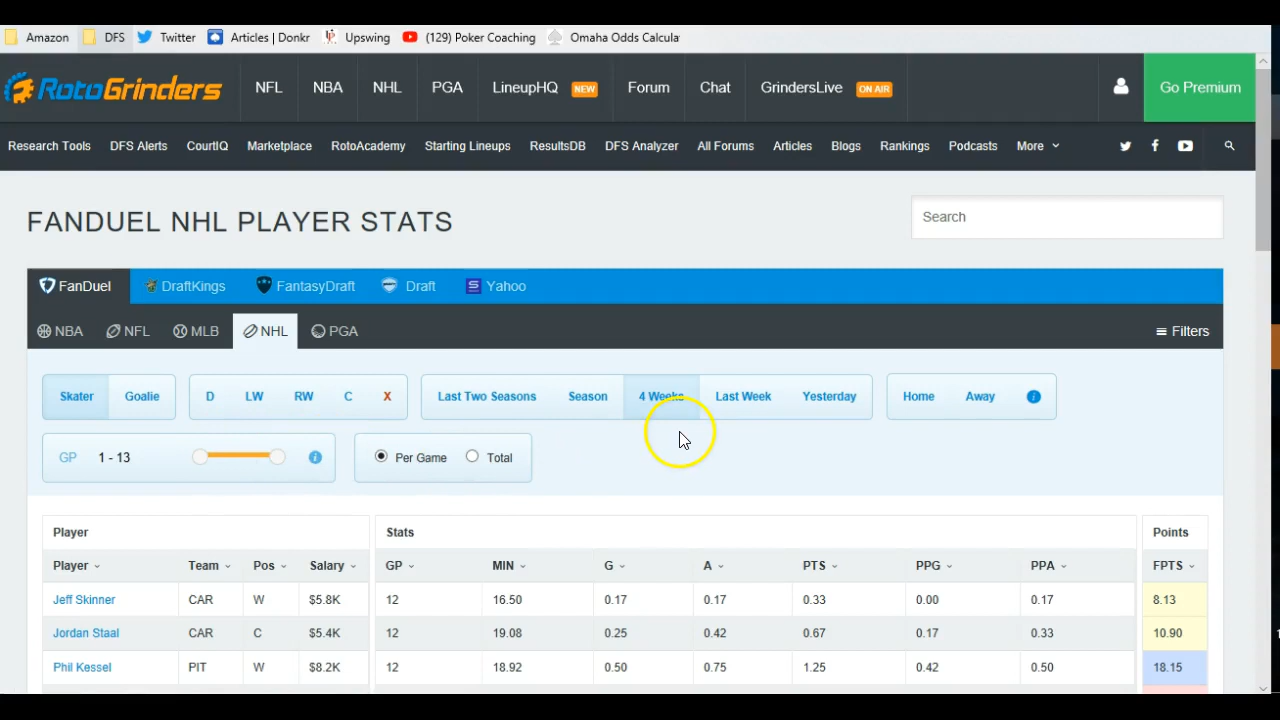 Amazon DFS Twitter Articles | Donkr Upswing (129) Poker Coaching Omaha Odds Calcula
RotoGrinders NFL NBA NHL PGA LineupHQ NEW Forum Chat GrindersLive ON AIR Go Premium
Research Tools DFS Alerts CourtIQ Marketplace RotoAcademy Starting Lineups ResultsDB DFS Analyzer All Forums Articles Blogs Rankings Podcasts More
FANDUEL NHL PLAYER STATS Search
FanDuel DraftKings FantasyDraft Draft Yahoo
NBA NFL MLB NHL PGA Filters
Skater Goalie D LW RW C X Last Two Seasons Season 4 Weeks Last Week Yesterday Home Away
GP 1 - 13 Per Game Total
Player Stats Points
Player Team Pos Salary GP MIN G A PTS PPG PPA FPTS
Jeff Skinner CAR W $5.8K 12 16.50 0.17 0.17 0.33 0.00 0.17 8.13
Jordan Staal CAR C $5.4K 12 19.08 0.25 0.42 0.67 0.17 0.33 10.90
Phil Kessel PIT W $8.2K 12 18.92 0.50 0.75 1.25 0.42 0.50 18.15